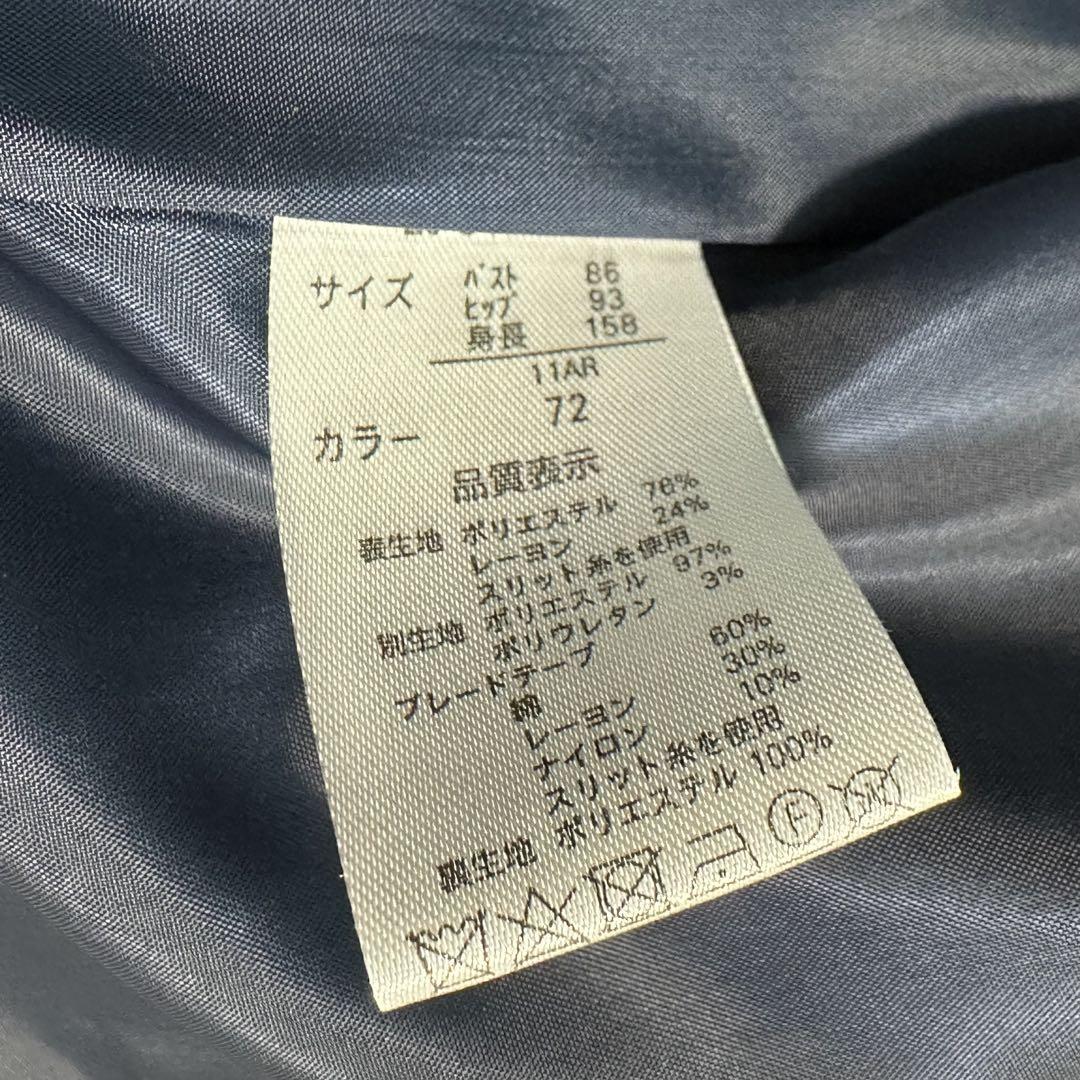 サイズ バスト 86
ヒップ 93
身長 158
11AR
カラー 72
品質表示
表生地 ポリエステル 76%
レーヨン 24%
スリット糸を使用
別生地 ポリエステル 97%
ポリウレタン 3%
ブレードテープ
綿 60%
レーヨン 30%
ナイロン 10%
スリット糸を使用
裏生地 ポリエステル 100%
F